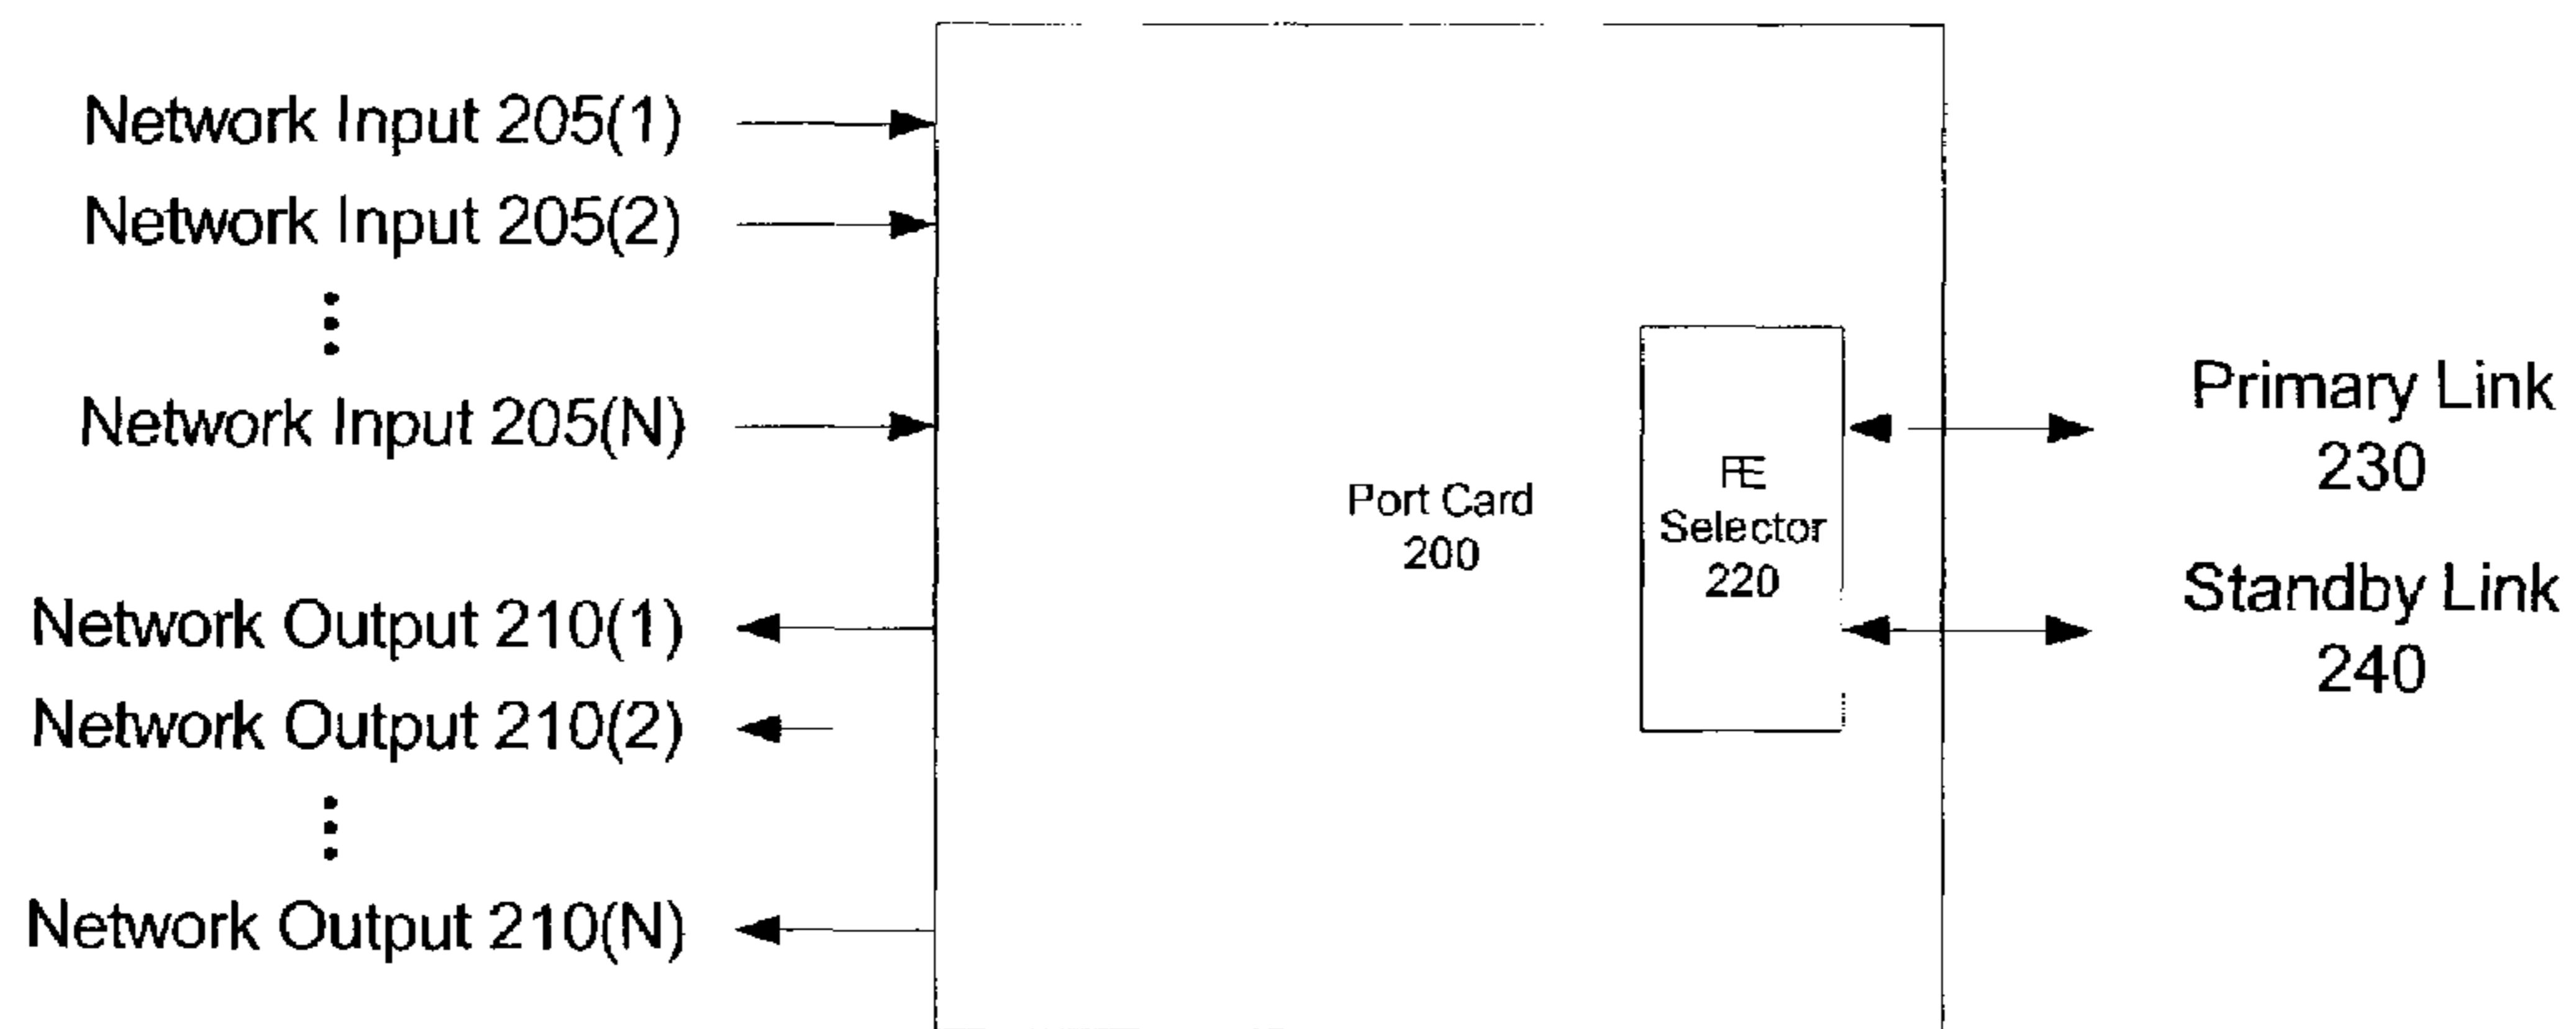 Network Input 205(1)
Network Input 205(2)
Network Input 205(N)
Network Output 210(1)
Network Output 210(2)
Network Output 210(N)
Port Card
200
FE
Selector
220
Primary Link
230
Standby Link
240